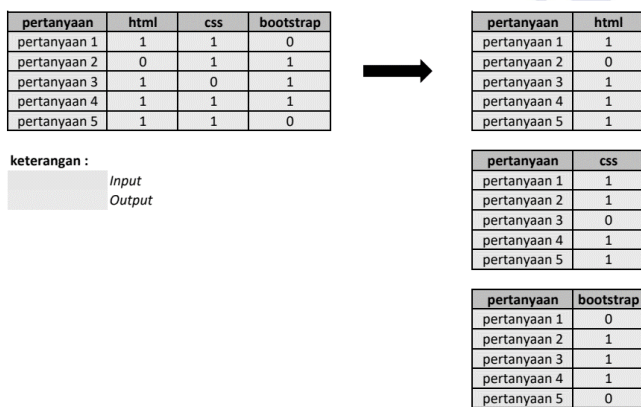 pertanyaan html css bootstrap
pertanyaan 1 1 1 0
pertanyaan 2 0 1 1
pertanyaan 3 1 0 1
pertanyaan 4 1 1 1
pertanyaan 5 1 1 0
keterangan :
Input
Output
pertanyaan html
pertanyaan 1 1
pertanyaan 2 0
pertanyaan 3 1
pertanyaan 4 1
pertanyaan 5 1
pertanyaan css
pertanyaan 1 1
pertanyaan 2 1
pertanyaan 3 0
pertanyaan 4 1
pertanyaan 5 1
pertanyaan bootstrap
pertanyaan 1 0
pertanyaan 2 1
pertanyaan 3 1
pertanyaan 4 1
pertanyaan 5 0